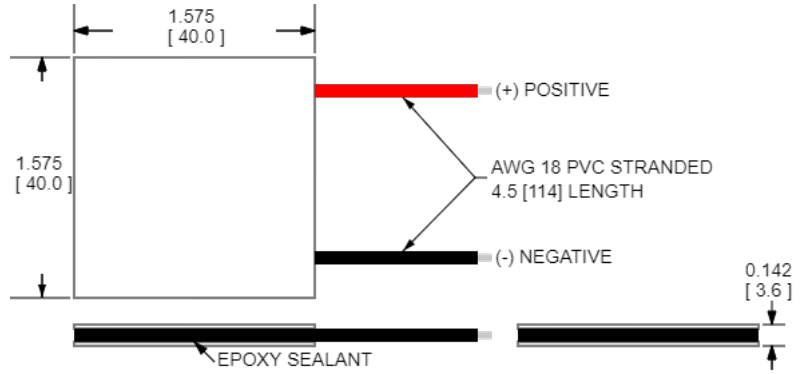 1.575
[ 40.0 ]
(+) POSITIVE
1.575
[ 40.0 ]
AWG 18 PVC STRANDED
4.5 [114] LENGTH
(-) NEGATIVE
0.142
[ 3.6 ]
EPOXY SEALANT